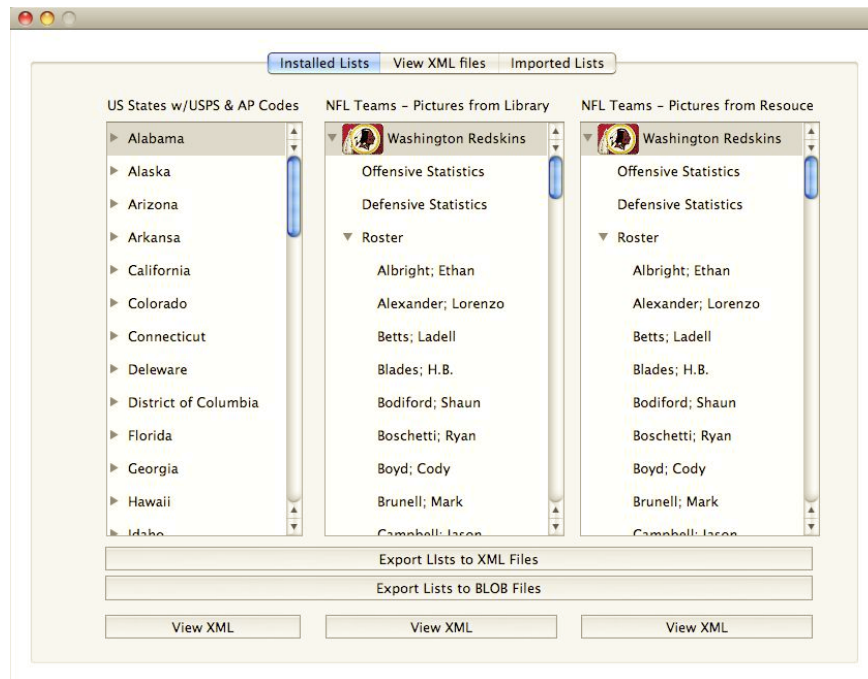 Installed Lists View XML files Imported Lists
US States w/USPS & AP Codes
Alabama
Alaska
Arizona
Arkansa
California
Colorado
Connecticut
Deleware
District of Columbia
Florida
Georgia
Hawaii
Idaho
NFL Teams - Pictures from Library
Washington Redskins
Offensive Statistics
Defensive Statistics
Roster
Albright; Ethan
Alexander; Lorenzo
Betts; Ladell
Blades; H.B.
Bodiford; Shaun
Boschetti; Ryan
Boyd; Cody
Brunell; Mark
Campbell; Jason
NFL Teams - Pictures from Resouce
Washington Redskins
Offensive Statistics
Defensive Statistics
Roster
Albright; Ethan
Alexander; Lorenzo
Betts; Ladell
Blades; H.B.
Bodiford; Shaun
Boschetti; Ryan
Boyd; Cody
Brunell; Mark
Campbell; Jason
Export LIsts to XML Files
Export Lists to BLOB Files
View XML View XML View XML